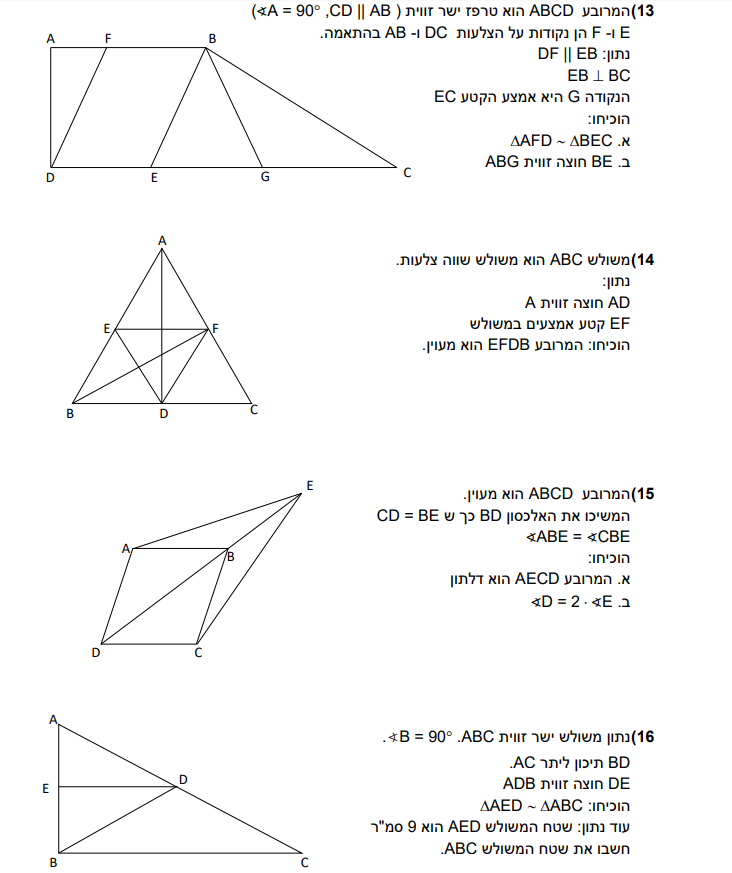 13)המרובע ABCD הוא טרפז ישר זווית ( CD || AB, ∢A = 90°)
E ו- F הן נקודות על הצלעות DC ו- AB בהתאמה.
נתון: DF || EB
EB ⊥ BC
הנקודה G היא אמצע הקטע EC
הוכיחו:
א. ∆AFD ~ ∆BEC
ב. BE חוצה זווית ABG
A F B
D E G C
14)משולש ABC הוא משולש שווה צלעות.
נתון:
AD חוצה זווית A
EF קטע אמצעים במשולש
הוכיחו: המרובע EFDB הוא מעוין.
A
E F
B D C
15)המרובע ABCD הוא מעוין.
המשיכו את האלכסון BD כך ש CD = BE
∢ABE = ∢CBE
הוכיחו:
א. המרובע AECD הוא דלתון
ב. ∢D = 2 · ∢E
E
A B
D C
16)נתון משולש ישר זווית ABC. ∢B = 90°.
BD תיכון ליתר AC.
DE חוצה זווית ADB
הוכיחו: ∆AED ~ ∆ABC
עוד נתון: שטח המשולש AED הוא 9 סמ"ר
חשבו את שטח המשולש ABC.
A
E D
B C